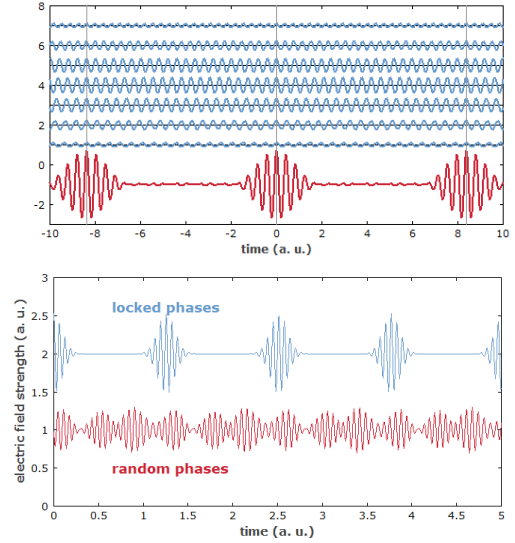 8
6
4
2
0
-2
-10 -8 -6 -4 -2 0 2 4 6 8 10
time (a. u.)
3
2.5
2
1.5
1
0.5
0
electric field strength (a. u.)
locked phases
random phases
0 0.5 1 1.5 2 2.5 3 3.5 4 4.5 5
time (a. u.)